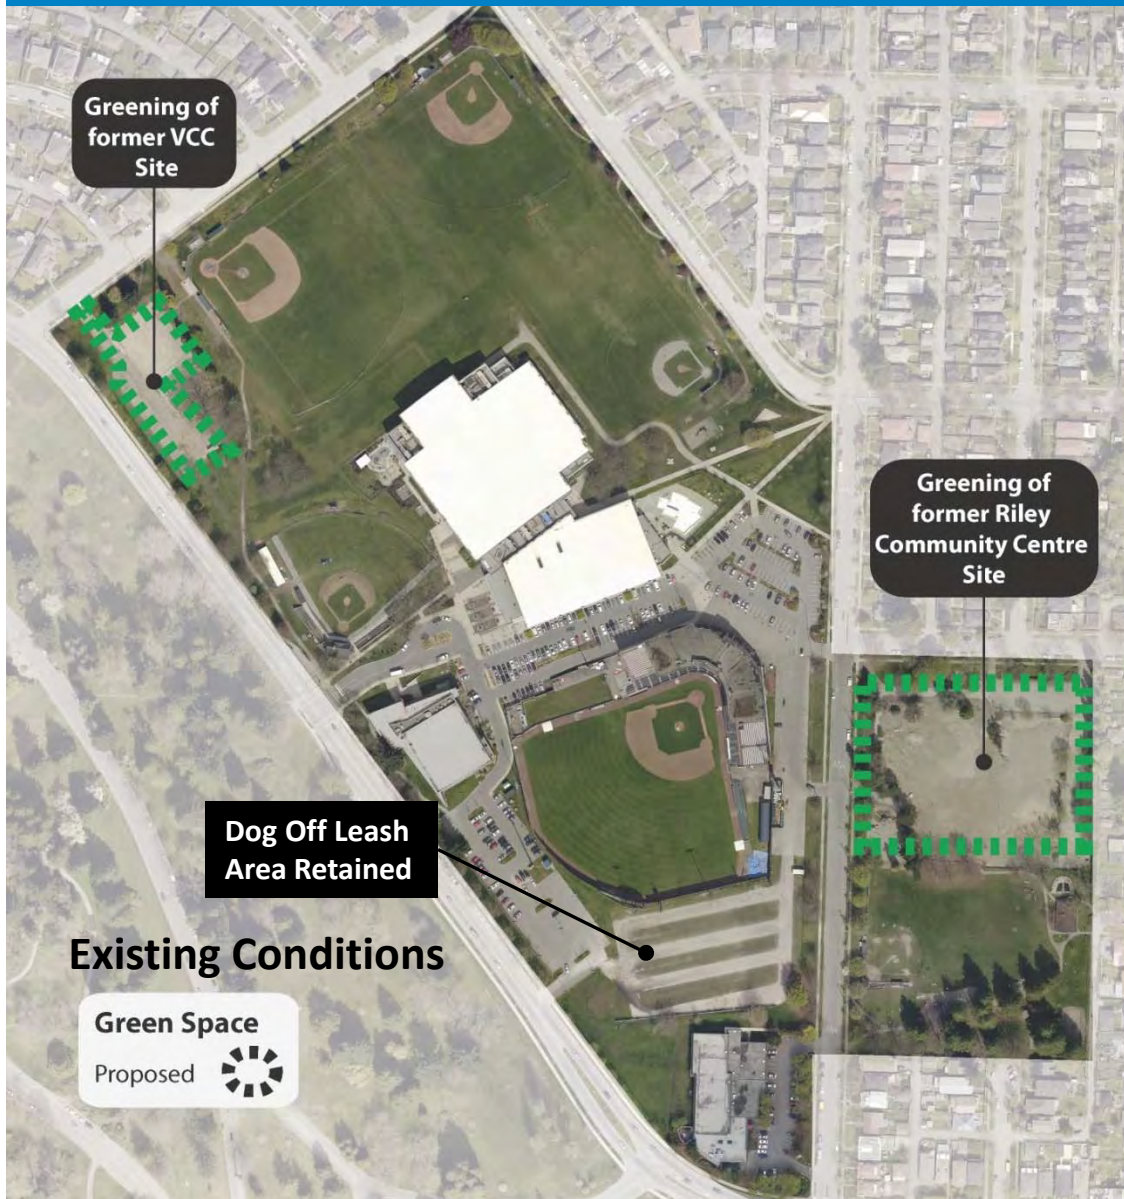 Greening of
former VCC
Site
Greening of
former Riley
Community Centre
Site
Dog Off Leash
Area Retained
Existing Conditions
Green Space
Proposed